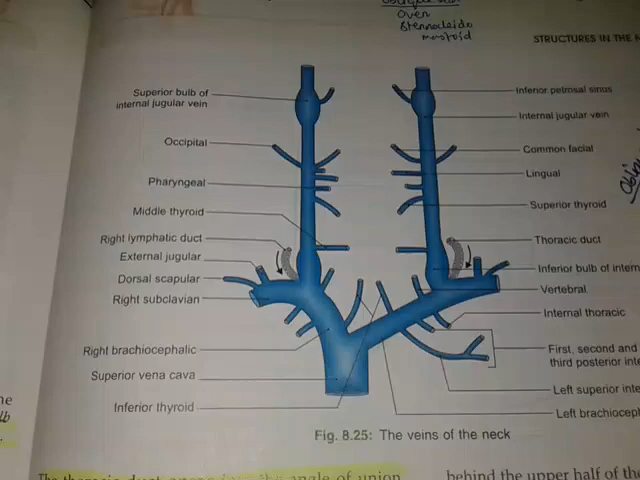 Over
Sternocleido
mastoid
STRUCTURES IN THE
Superior bulb of
internal jugular vein
Occipital
Pharyngeal
Middle thyroid
Right lymphatic duct
External jugular
Dorsal scapular
Right subclavian
Right brachiocephalic
Superior vena cava
Inferior thyroid
Inferior petrosal sinus
Internal jugular vein
Common facial
Lingual
Superior thyroid
Thoracic duct
Inferior bulb of intern
Vertebral
Internal thoracic
First, second and
third posterior inte
Left superior inte
Left brachioceph
Fig. 8.25: The veins of the neck
The thoracic duct angle of union
behind the upper half of the